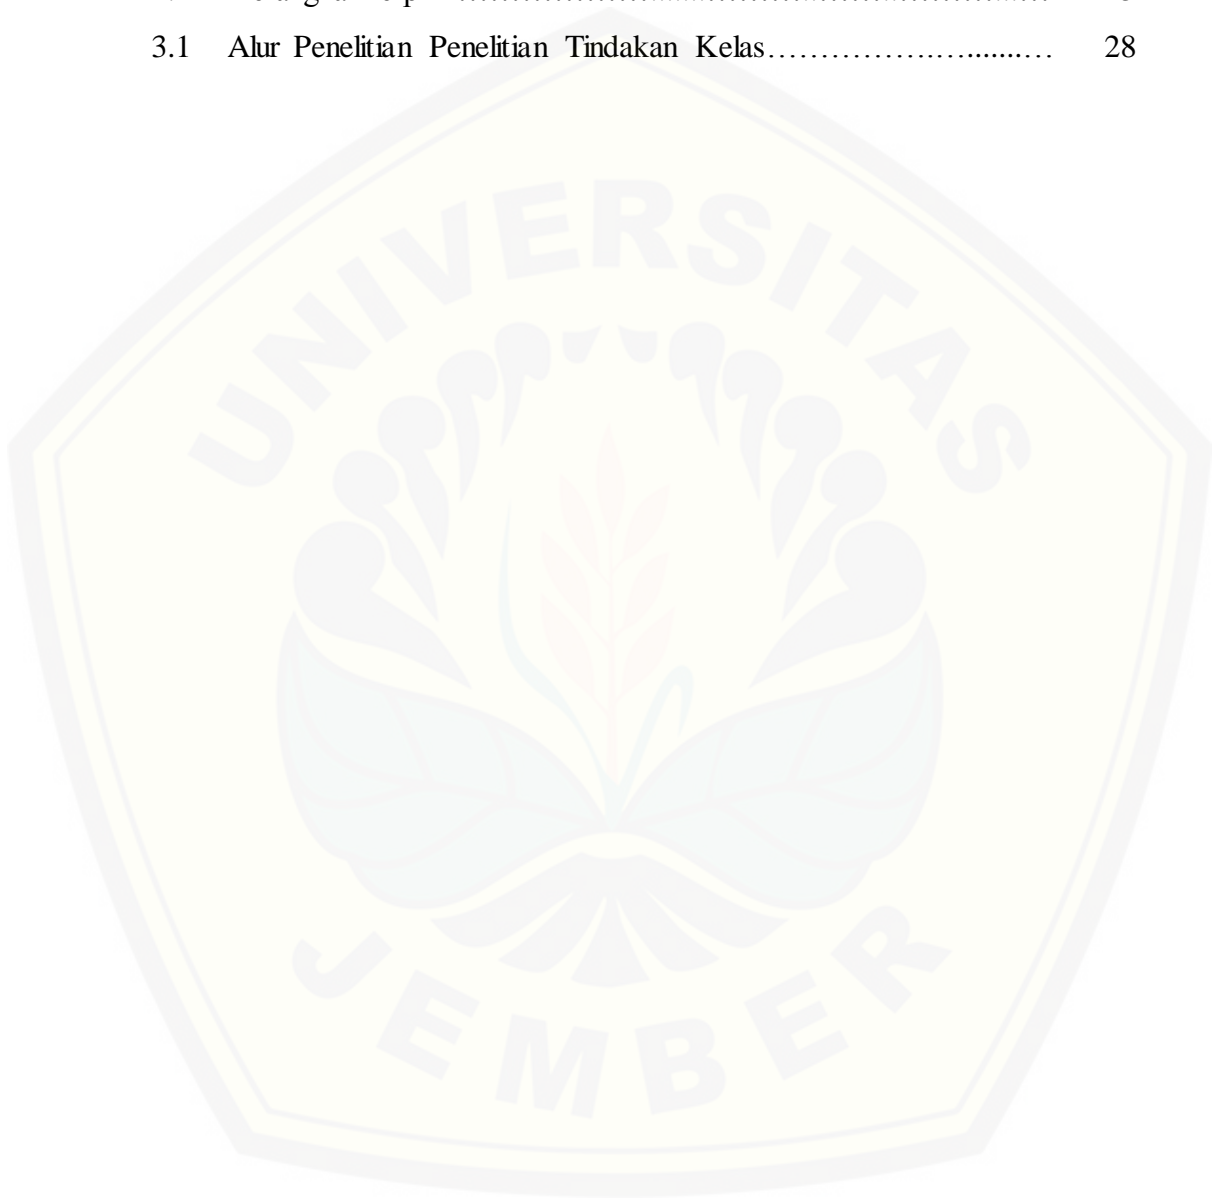 3.1 Alur Penelitian Penelitian Tindakan Kelas........................... 28
UNIVERSITAS
JEMBER